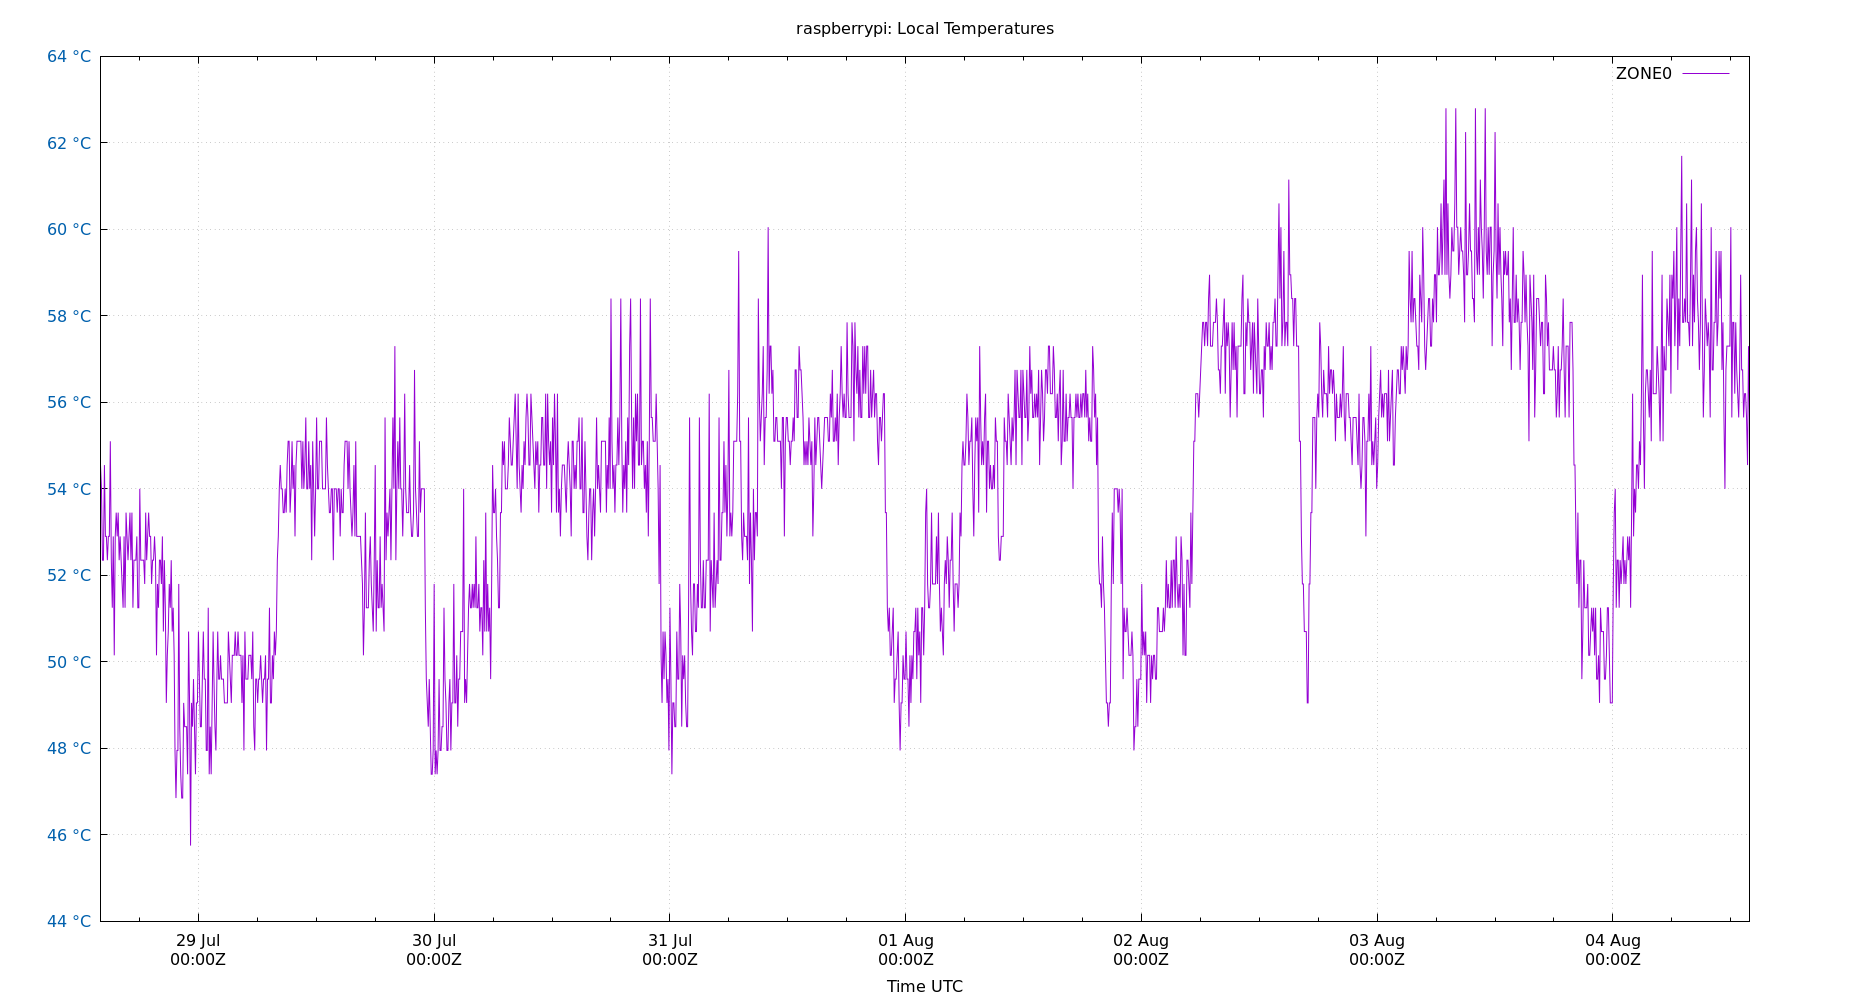 raspberrypi: Local Temperatures
64 °C
ZONE0
62 °C
60 °C
58 °C
56 °C
54 °C
52 °C
50 °C
48 °C
46 °C
44 °C
29 Jul 30 Jul 31 Jul 01 Aug 02 Aug 03 Aug 04 Aug
00:00Z 00:00Z 00:00Z 00:00Z 00:00Z 00:00Z 00:00Z
Time UTC